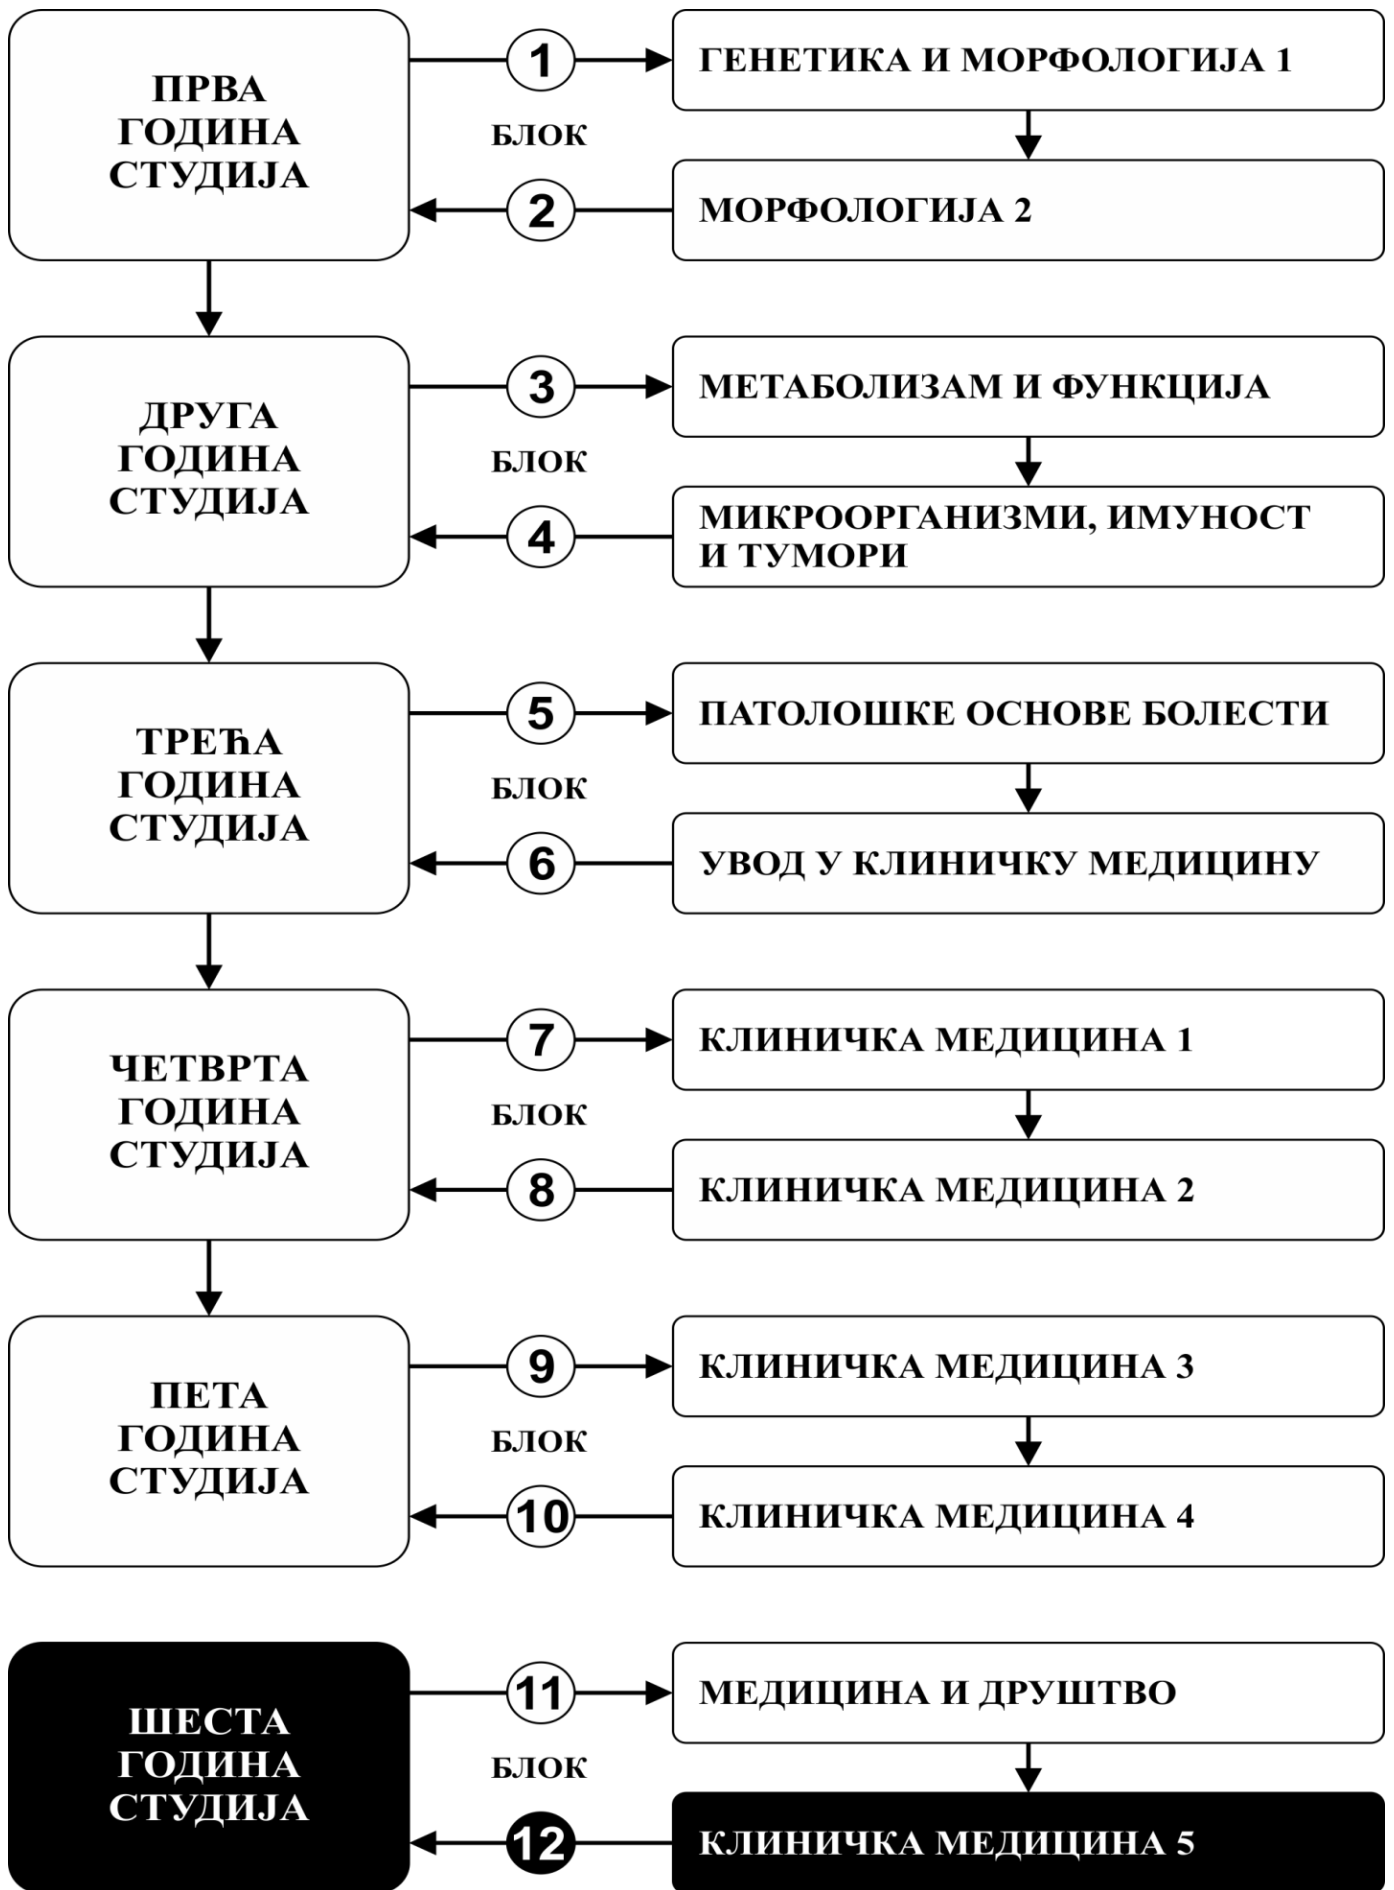 ПРВА
ГОДИНА
СТУДИЈА
1
БЛОК
2
ГЕНЕТИКА И МОРФОЛОГИЈА 1
МОРФОЛОГИЈА 2
ДРУГА
ГОДИНА
СТУДИЈА
3
БЛОК
4
МЕТАБОЛИЗАМ И ФУНКЦИЈА
МИКРООРГАНИЗМИ, ИМУНОСТ
И ТУМОРИ
ТРЕЋА
ГОДИНА
СТУДИЈА
5
БЛОК
6
ПАТОЛОШКЕ ОСНОВЕ БОЛЕСТИ
УВОД У КЛИНИЧКУ МЕДИЦИНУ
ЧЕТВРТА
ГОДИНА
СТУДИЈА
7
БЛОК
8
КЛИНИЧКА МЕДИЦИНА 1
КЛИНИЧКА МЕДИЦИНА 2
ПЕТА
ГОДИНА
СТУДИЈА
9
БЛОК
10
КЛИНИЧКА МЕДИЦИНА 3
КЛИНИЧКА МЕДИЦИНА 4
ШЕСТА
ГОДИНА
СТУДИЈА
11
БЛОК
12
МЕДИЦИНА И ДРУШТВО
КЛИНИЧКА МЕДИЦИНА 5